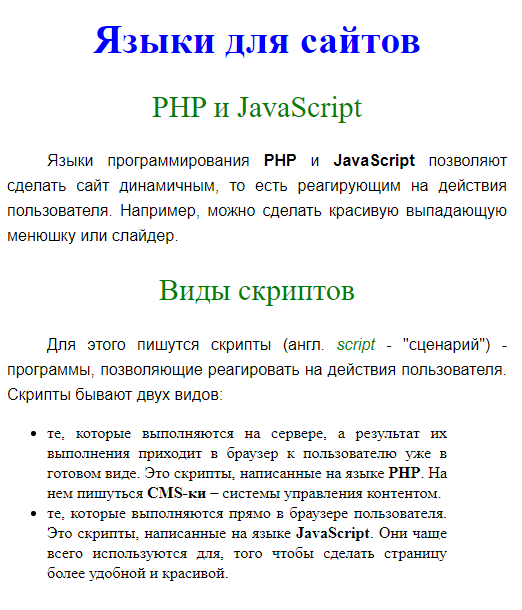 Языки для сайтов
PHP и JavaScript
Языки программирования PHP и JavaScript позволяют
сделать сайт динамичным, то есть реагирующим на действия
пользователя. Например, можно сделать красивую выпадающую
менюшку или слайдер.
Виды скриптов
Для этого пишутся скрипты (англ. script - "сценарий") -
программы, позволяющие реагировать на действия пользователя.
Скрипты бывают двух видов:
• те, которые выполняются на сервере, а результат их
выполнения приходит в браузер к пользователю уже в
готовом виде. Это скрипты, написанные на языке PHP. На
нем пишуться CMS-ки – системы управления контентом.
• те, которые выполняются прямо в браузере пользователя.
Это скрипты, написанные на языке JavaScript. Они чаще
всего используются для, того чтобы сделать страницу
более удобной и красивой.